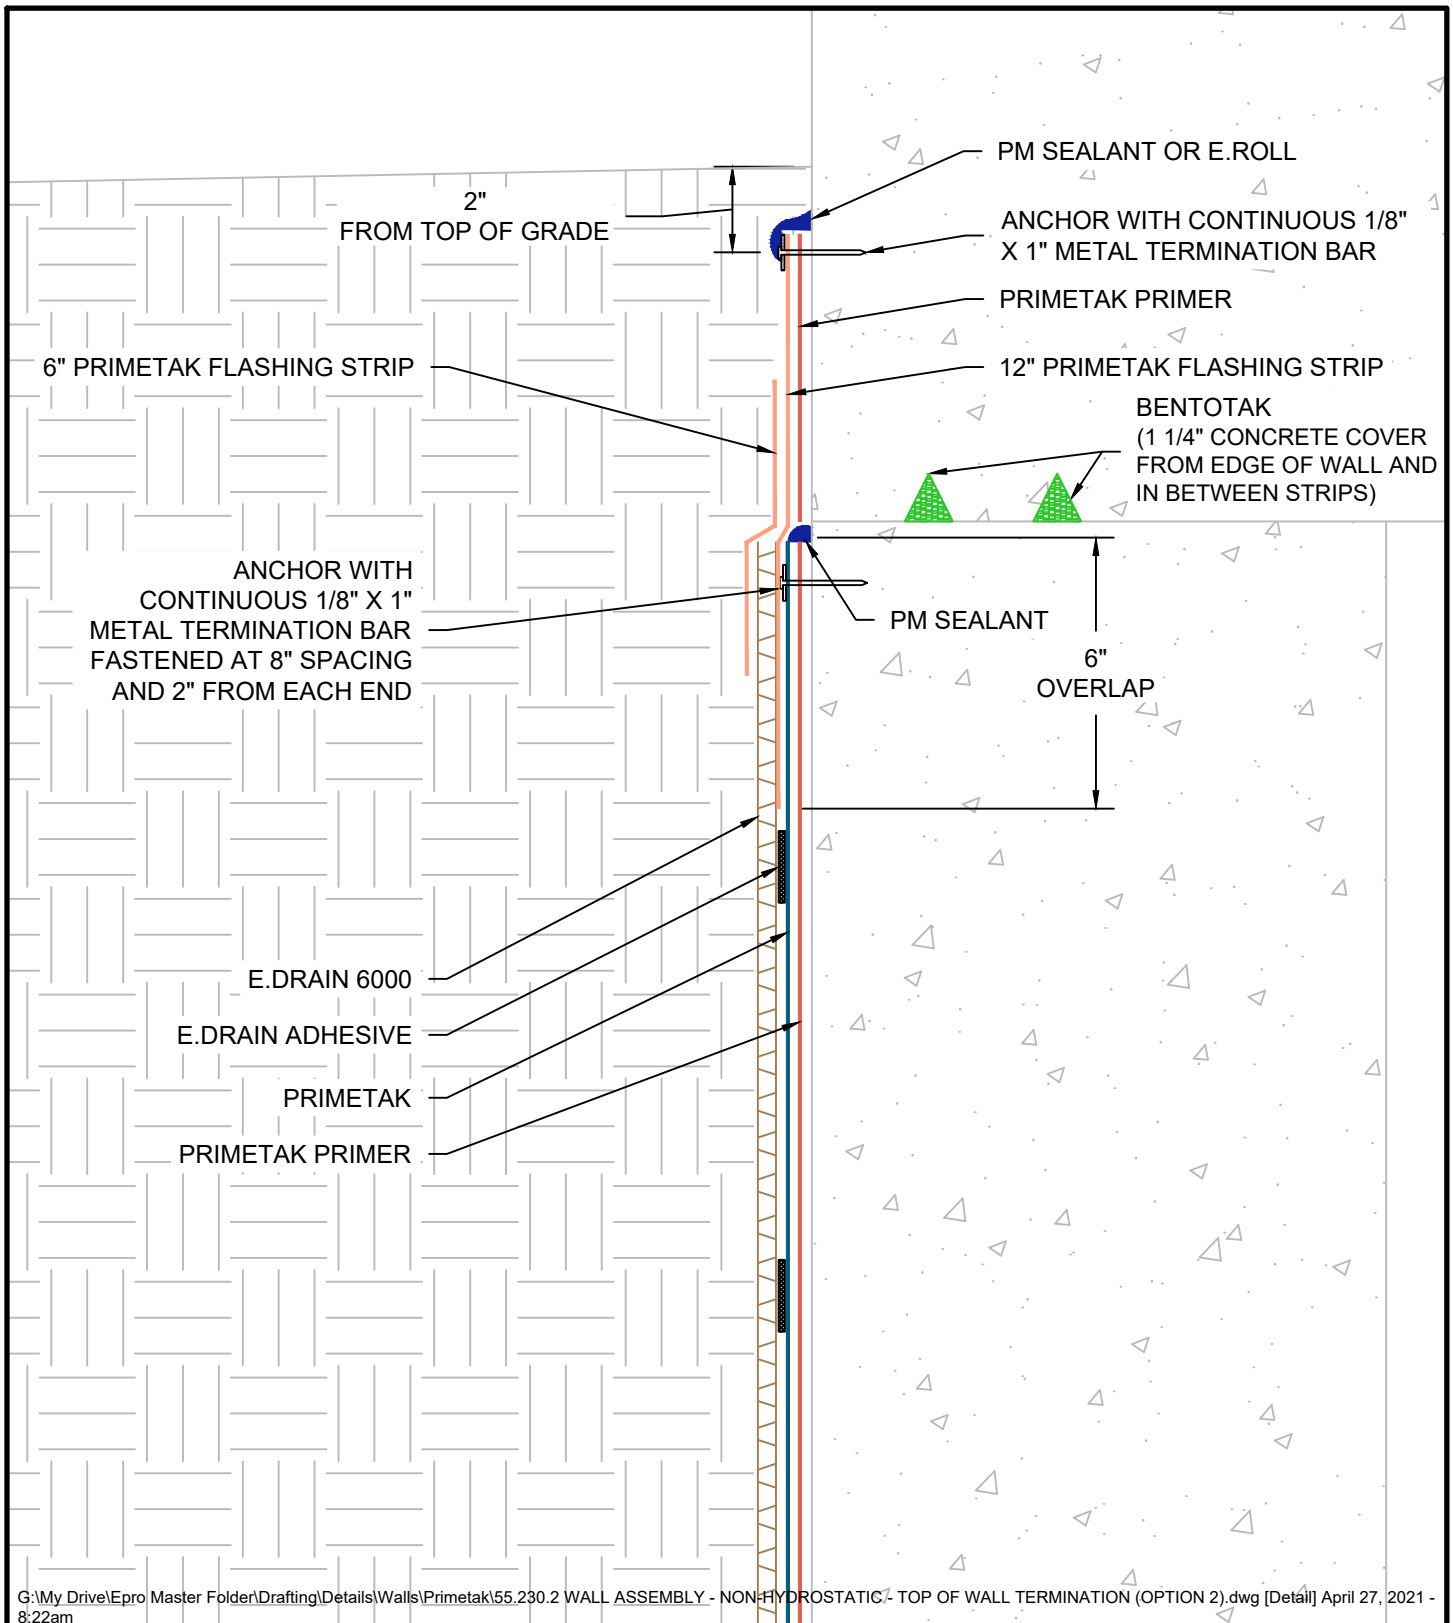 PM SEALANT OR E.ROLL
2"
FROM TOP OF GRADE
ANCHOR WITH CONTINUOUS 1/8"
X 1" METAL TERMINATION BAR
PRIMETAK PRIMER
6" PRIMETAK FLASHING STRIP
12" PRIMETAK FLASHING STRIP
BENTOTAK
(1 1/4" CONCRETE COVER
FROM EDGE OF WALL AND
IN BETWEEN STRIPS)
ANCHOR WITH
CONTINUOUS 1/8" X 1"
METAL TERMINATION BAR
FASTENED AT 8" SPACING
AND 2" FROM EACH END
PM SEALANT
6"
OVERLAP
E.DRAIN 6000
E.DRAIN ADHESIVE
PRIMETAK
PRIMETAK PRIMER
G:\My Drive\Epro Master Folder\Drafting\Details\Walls\Primetak\55.230.2 WALL ASSEMBLY - NON-HYDROSTATIC - TOP OF WALL TERMINATION (OPTION 2).dwg [Detail] April 27, 2021 -
8:22am